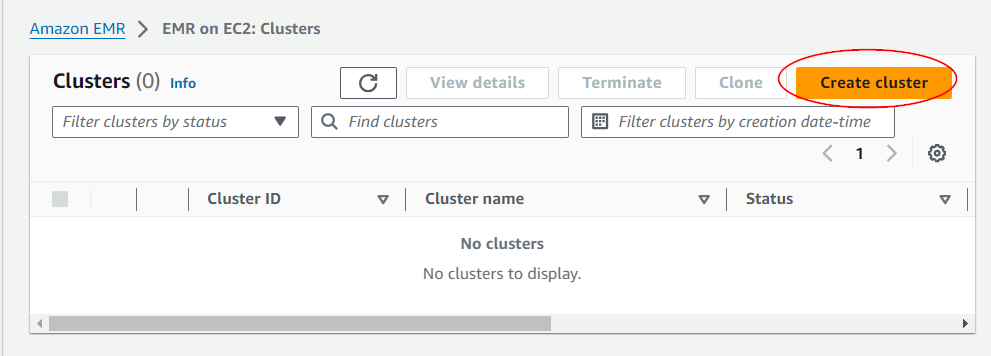 Amazon EMR > EMR on EC2: Clusters
Clusters (0) Info View details Terminate Clone Create cluster
Filter clusters by status Find clusters Filter clusters by creation date-time
1
Cluster ID Cluster name Status
No clusters
No clusters to display.